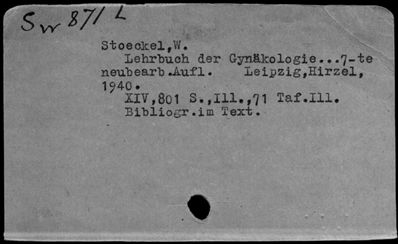 Sw 871 L
Stoeckel,W.
Lehrbuch der Gynäkologie...7-te
neubearb.Aufl. Leipzig,Hirzel,
1940.
XIV,801 S.,Ill.,71 Taf.Ill.
Bibliogr.im Text.